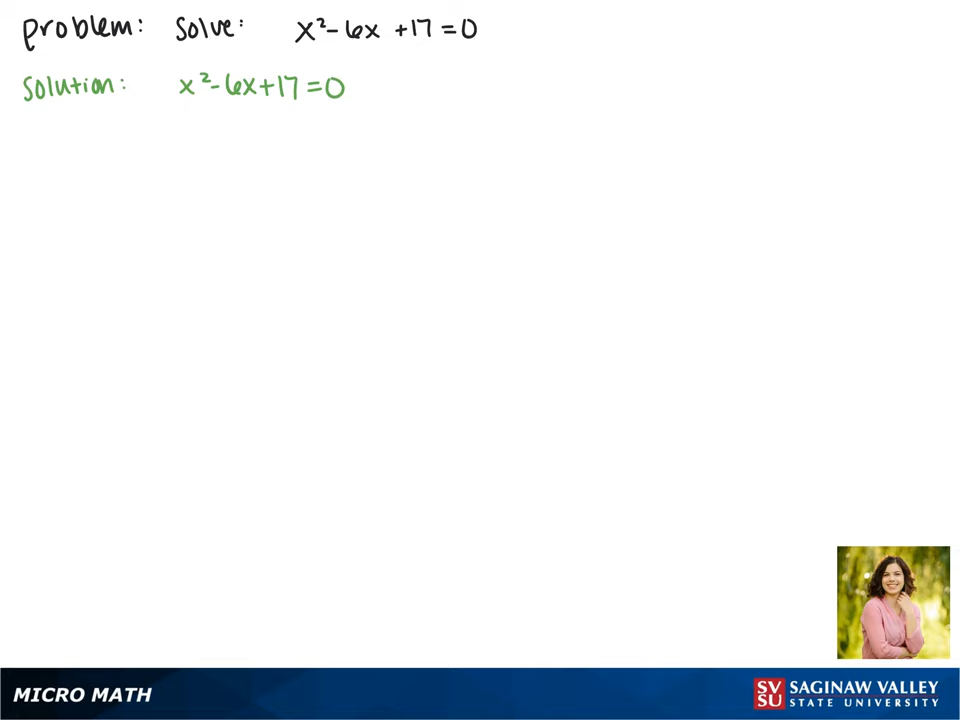 problem: solve: x²-6x +17=0
solution: x²-6x+17=0
MICRO MATH
SV
SU
SAGINAW VALLEY
STATE UNIVERSITY